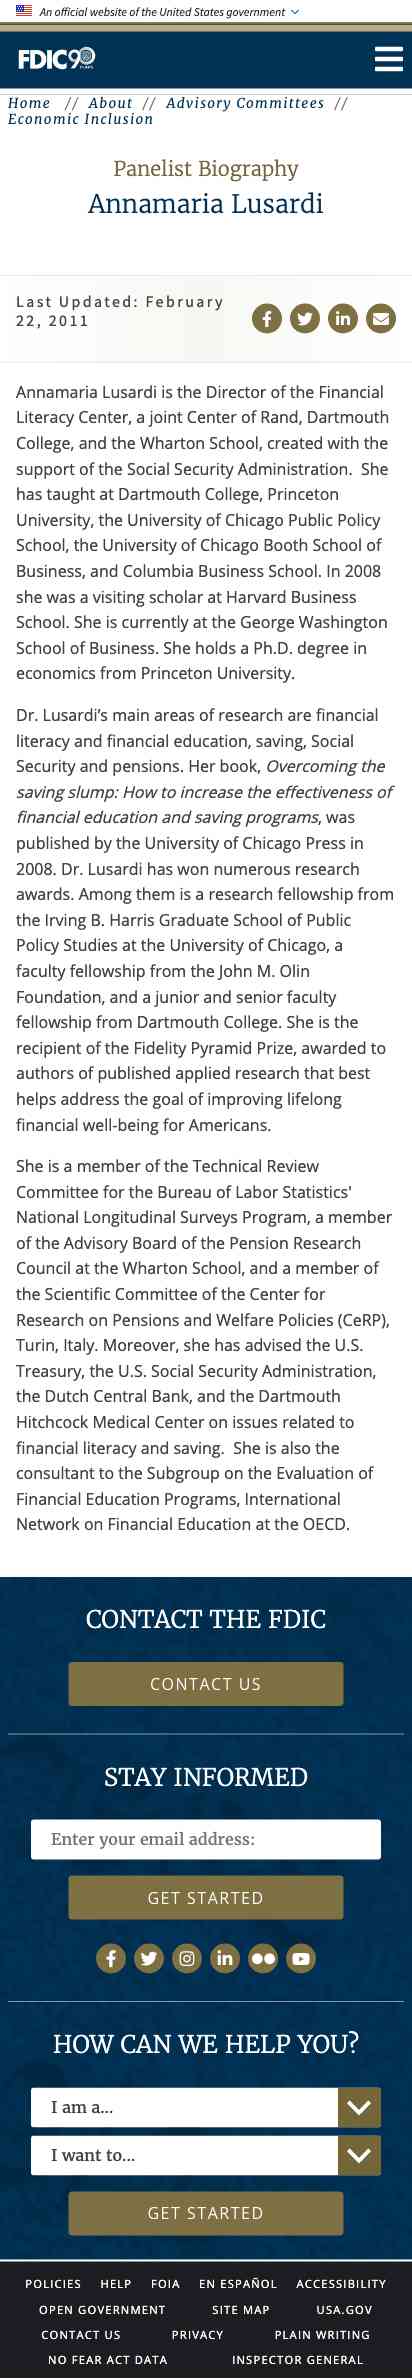 An official website of the United States government
FDIC 90 YEARS
Home // About // Advisory Committees //
Economic Inclusion
Panelist Biography
Annamaria Lusardi
Last Updated: February
22, 2011
Annamaria Lusardi is the Director of the Financial
Literacy Center, a joint Center of Rand, Dartmouth
College, and the Wharton School, created with the
support of the Social Security Administration.  She
has taught at Dartmouth College, Princeton
University, the University of Chicago Public Policy
School, the University of Chicago Booth School of
Business, and Columbia Business School. In 2008
she was a visiting scholar at Harvard Business
School. She is currently at the George Washington
School of Business. She holds a Ph.D. degree in
economics from Princeton University.
Dr. Lusardi’s main areas of research are financial
literacy and financial education, saving, Social
Security and pensions. Her book, Overcoming the
saving slump: How to increase the effectiveness of
financial education and saving programs, was
published by the University of Chicago Press in
2008. Dr. Lusardi has won numerous research
awards. Among them is a research fellowship from
the Irving B. Harris Graduate School of Public
Policy Studies at the University of Chicago, a
faculty fellowship from the John M. Olin
Foundation, and a junior and senior faculty
fellowship from Dartmouth College. She is the
recipient of the Fidelity Pyramid Prize, awarded to
authors of published applied research that best
helps address the goal of improving lifelong
financial well-being for Americans.
She is a member of the Technical Review
Committee for the Bureau of Labor Statistics'
National Longitudinal Surveys Program, a member
of the Advisory Board of the Pension Research
Council at the Wharton School, and a member of
the Scientific Committee of the Center for
Research on Pensions and Welfare Policies (CeRP),
Turin, Italy. Moreover, she has advised the U.S.
Treasury, the U.S. Social Security Administration,
the Dutch Central Bank, and the Dartmouth
Hitchcock Medical Center on issues related to
financial literacy and saving.  She is also the
consultant to the Subgroup on the Evaluation of
Financial Education Programs, International
Network on Financial Education at the OECD.
CONTACT THE FDIC
CONTACT US
STAY INFORMED
Enter your email address:
GET STARTED
HOW CAN WE HELP YOU?
I am a...
I want to...
GET STARTED
POLICIES HELP FOIA EN ESPAÑOL ACCESSIBILITY
OPEN GOVERNMENT SITE MAP USA.GOV
CONTACT US PRIVACY PLAIN WRITING
NO FEAR ACT DATA INSPECTOR GENERAL